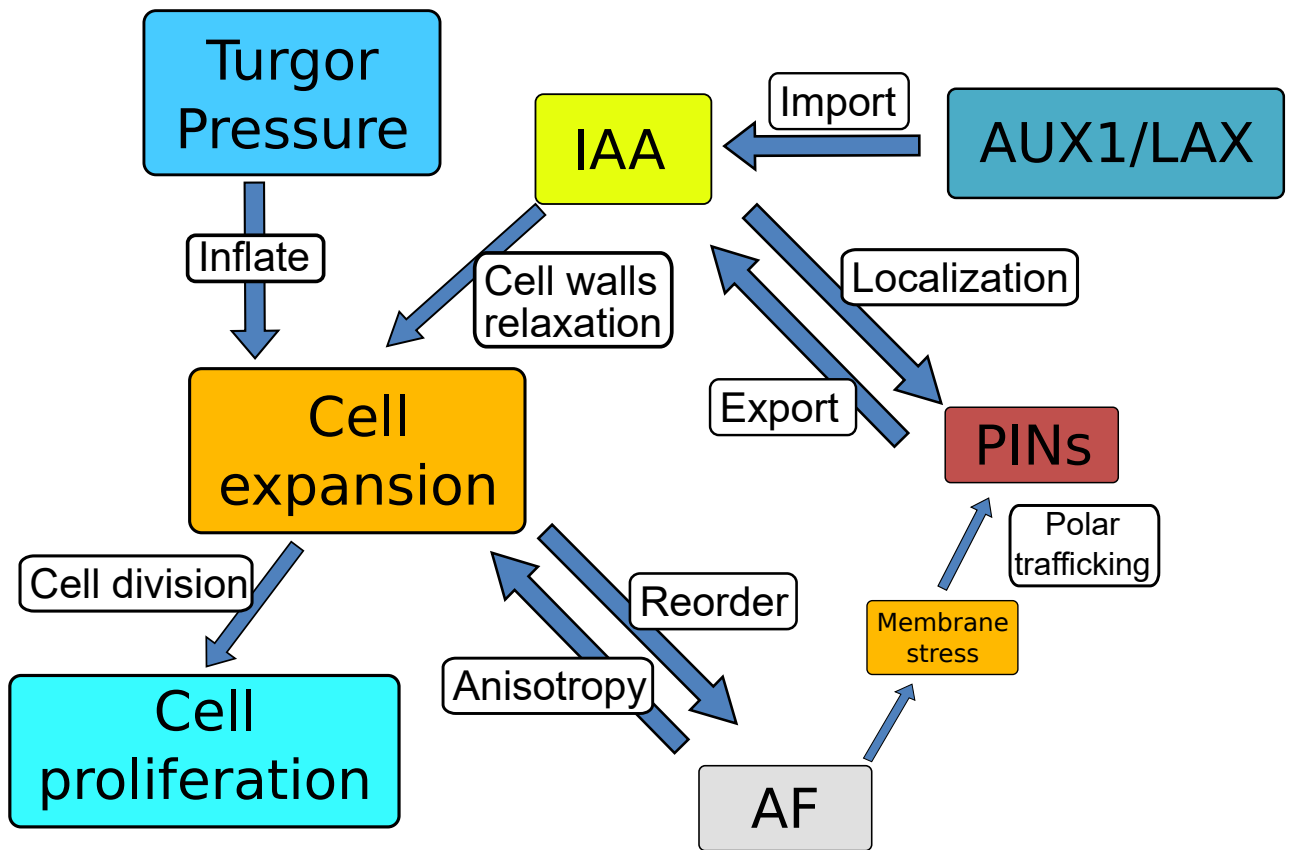 Turgor
Pressure
IAA
Import
AUX1/LAX
Inflate
Cell walls
relaxation
Localization
Export
Cell
expansion
PINs
Polar
trafficking
Cell division
Reorder
Membrane
stress
Anisotropy
Cell
proliferation
AF